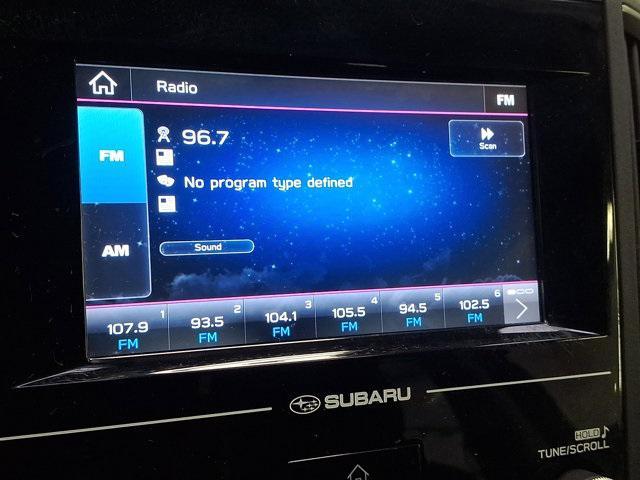 Radio
FM
FM
96.7
Scan
No program type defined
AM
Sound
1 2 3 4 5 6
107.9 93.5 104.1 105.5 94.5 102.5
FM FM FM FM FM FM
SUBARU
HOLD
TUNE/SCROLL